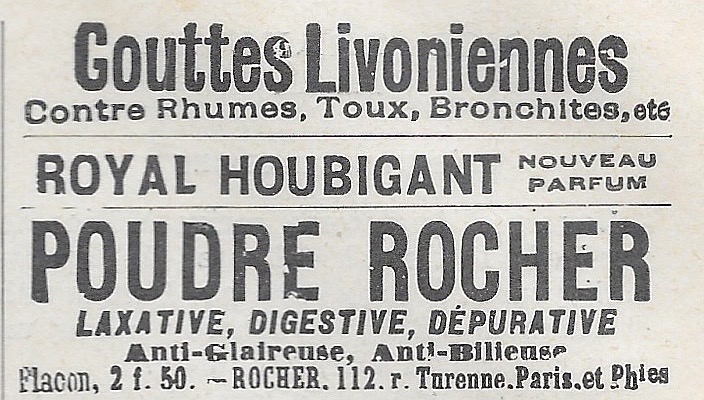 Gouttes Livoniennes
Contre Rhumes, Toux, Bronchites, etc
ROYAL HOUBIGANT NOUVEAU PARFUM
POUDRE ROCHER
LAXATIVE, DIGESTIVE, DÉPURATIVE
Anti-Glaireuse, Anti-Bilieuse
Flacon, 2 f. 50. — ROCHER. 112. r. Turenne. Paris. et Phies